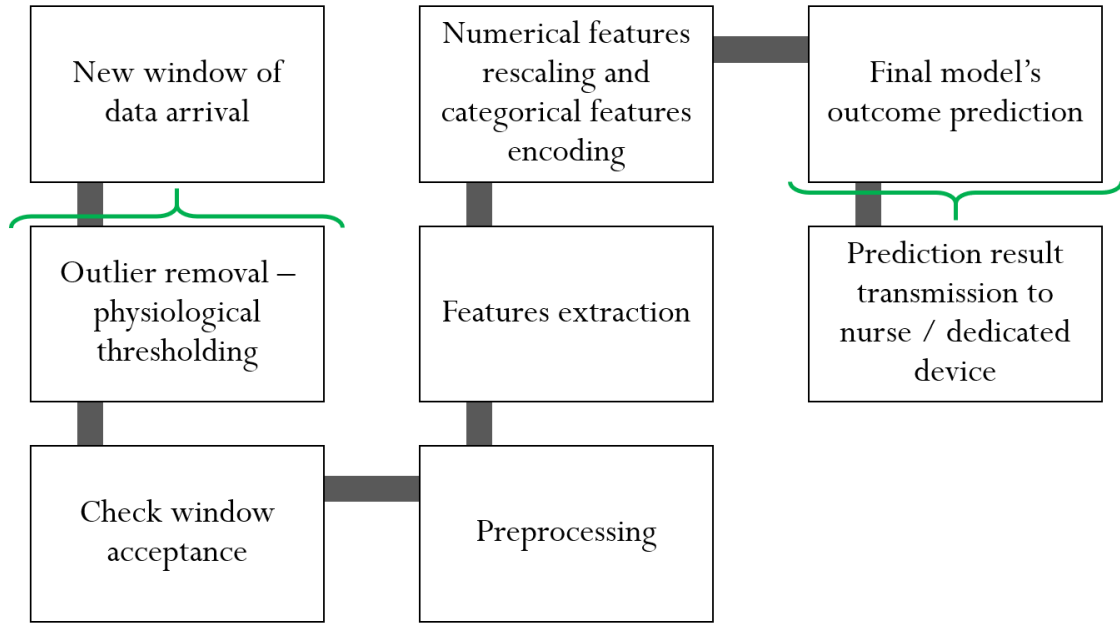 New window of
data arrival
Outlier removal –
physiological
thresholding
Check window
acceptance
Preprocessing
Features extraction
Numerical features
rescaling and
categorical features
encoding
Final model’s
outcome prediction
Prediction result
transmission to
nurse / dedicated
device